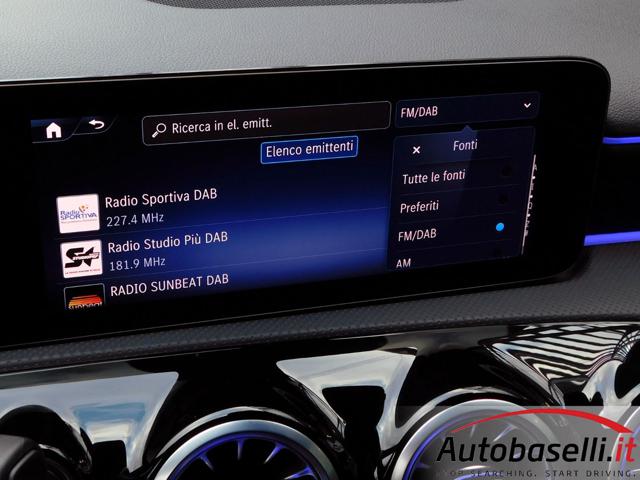 Ricerca in el. emitt.
FM/DAB
Elenco emittenti
Fonti
Tutte le fonti
Preferiti
FM/DAB
AM
Radio SPORTIVA
Radio Sportiva DAB
227.4 MHz
Radio Studio Più DAB
181.9 MHz
RADIO SUNBEAT DAB
Autobaselli.it
STOP SEARCHING. START DRIVING.